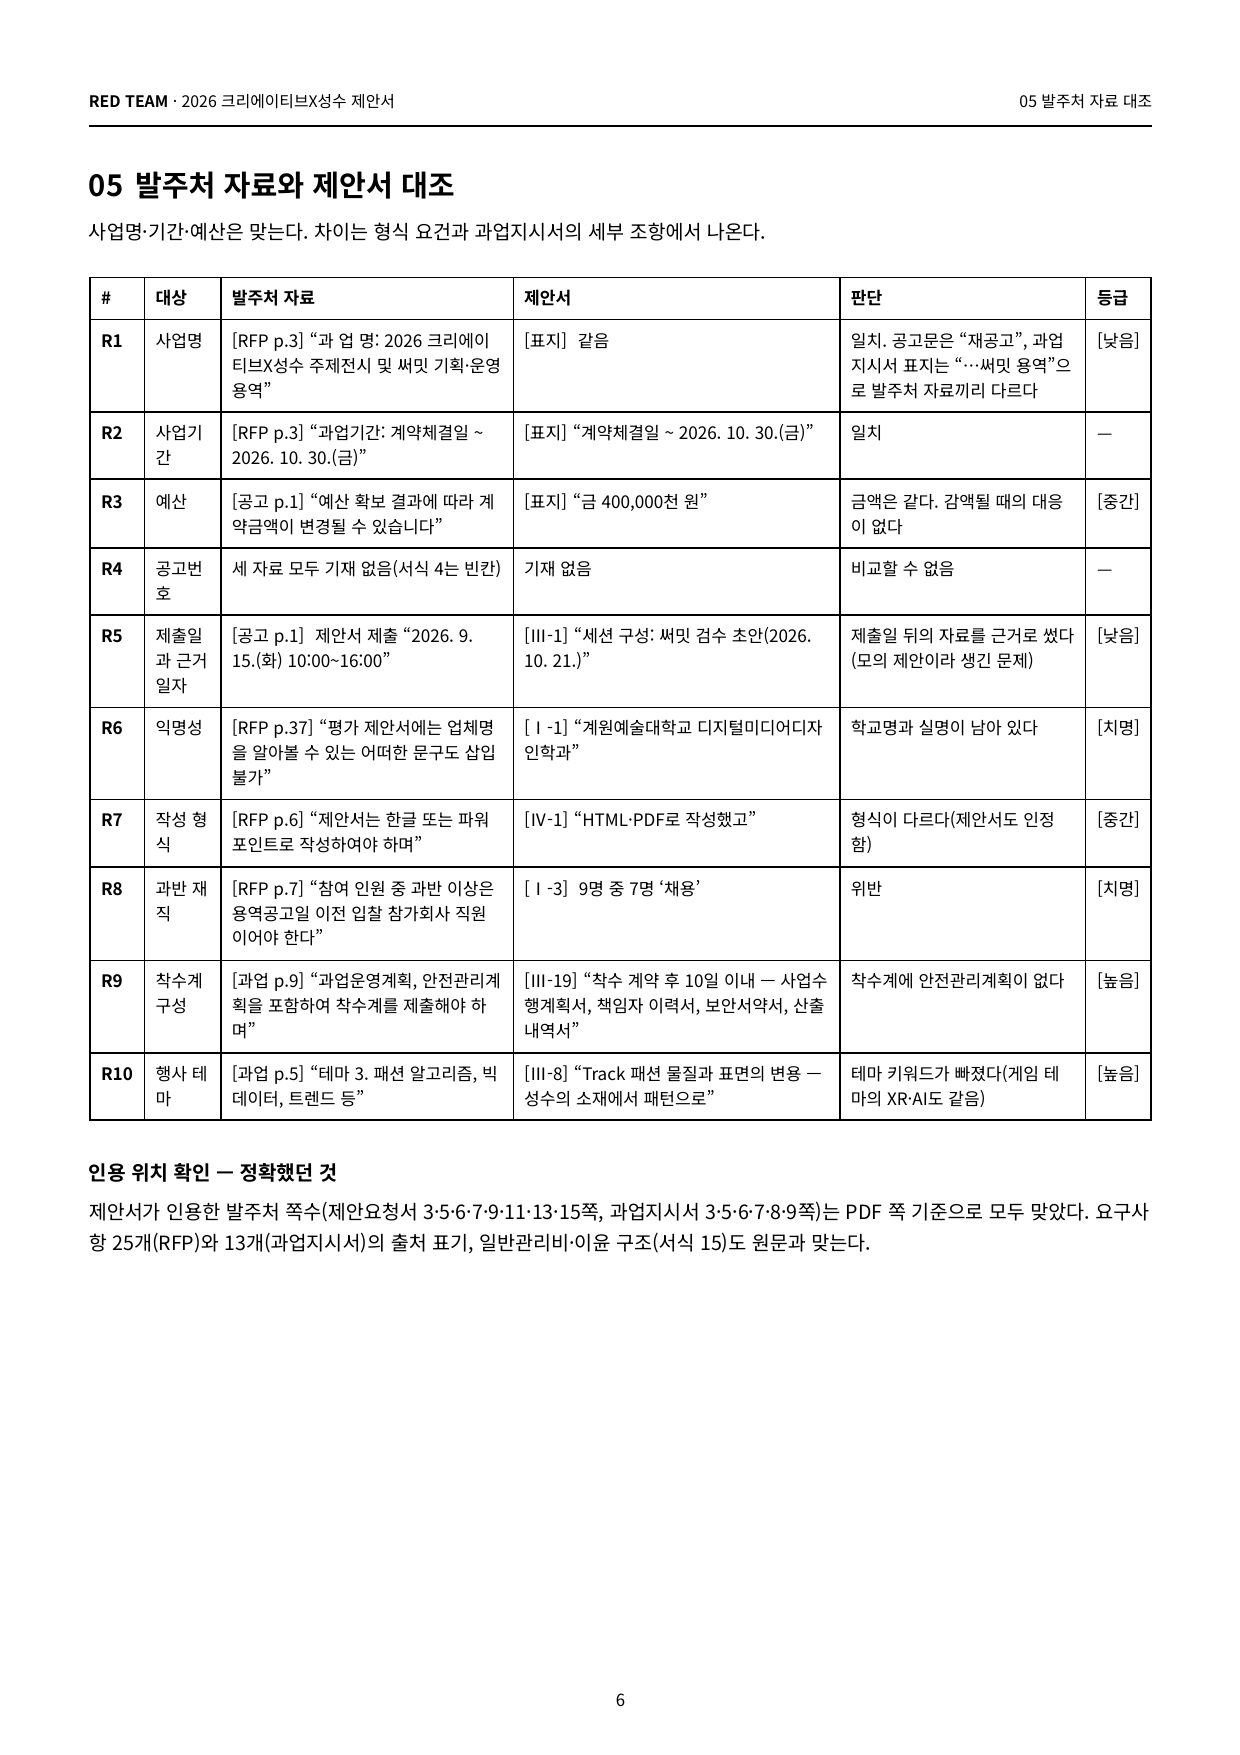 RED TEAM · 2026 크리에이티브X성수 제안서
05 발주처 자료 대조
05 발주처 자료와 제안서 대조
사업명·기간·예산은 맞는다. 차이는 형식 요건과 과업지시서의 세부 조항에서 나온다.
# 대상 발주처 자료 제안서 판단 등급
R1 사업명 [RFP p.3] “과 업 명: 2026 크리에이 [표지] 같음 일치. 공고문은 “재공고”, 과업 [낮음]
티브X성수 주제전시 및 써밋 기획·운영 지시서 표지는 “…써밋 용역”으
용역” 로 발주처 자료끼리 다르다
R2 사업기 [RFP p.3] “과업기간: 계약체결일 ~ [표지] “계약체결일 ~ 2026. 10. 30.(금)” 일치 —
간 2026. 10. 30.(금)”
R3 예산 [공고 p.1] “예산 확보 결과에 따라 계 [표지] “금 400,000천 원” 금액은 같다. 감액될 때의 대응 [중간]
약금액이 변경될 수 있습니다” 이 없다
R4 공고번 세 자료 모두 기재 없음(서식 4는 빈칸) 기재 없음 비교할 수 없음 —
호
R5 제출일 [공고 p.1] 제안서 제출 “2026. 9. [III-1] “세션 구성: 써밋 검수 초안(2026. 제출일 뒤의 자료를 근거로 썼다 [낮음]
과 근거 15.(화) 10:00~16:00” 10. 21.)” (모의 제안이라 생긴 문제)
일자
R6 익명성 [RFP p.37] “평가 제안서에는 업체명 [Ⅰ-1] “계원예술대학교 디지털미디어디자 학교명과 실명이 남아 있다 [치명]
을 알아볼 수 있는 어떠한 문구도 삽입 인학과”
불가”
R7 작성 형 [RFP p.6] “제안서는 한글 또는 파워 [IV-1] “HTML·PDF로 작성했고” 형식이 다르다(제안서도 인정 [중간]
식 포인트로 작성하여야 하며” 함)
R8 과반 재 [RFP p.7] “참여 인원 중 과반 이상은 [Ⅰ-3] 9명 중 7명 ‘채용’ 위반 [치명]
직 용역공고일 이전 입찰 참가회사 직원
이어야 한다”
R9 착수계 [과업 p.9] “과업운영계획, 안전관리계 [III-19] “착수 계약 후 10일 이내 — 사업수 착수계에 안전관리계획이 없다 [높음]
구성 획을 포함하여 착수계를 제출해야 하 행계획서, 책임자 이력서, 보안서약서, 산출
며” 내역서”
R10 행사 테 [과업 p.5] “테마 3. 패션 알고리즘, 빅 [III-8] “Track 패션 물질과 표면의 변용 — 테마 키워드가 빠졌다(게임 테 [높음]
마 데이터, 트렌드 등” 성수의 소재에서 패턴으로” 마의 XR·AI도 같음)
인용 위치 확인 — 정확했던 것
제안서가 인용한 발주처 쪽수(제안요청서 3·5·6·7·9·11·13·15쪽, 과업지시서 3·5·6·7·8·9쪽)는 PDF 쪽 기준으로 모두 맞았다. 요구사
항 25개(RFP)와 13개(과업지시서)의 출처 표기, 일반관리비·이윤 구조(서식 15)도 원문과 맞는다.
6